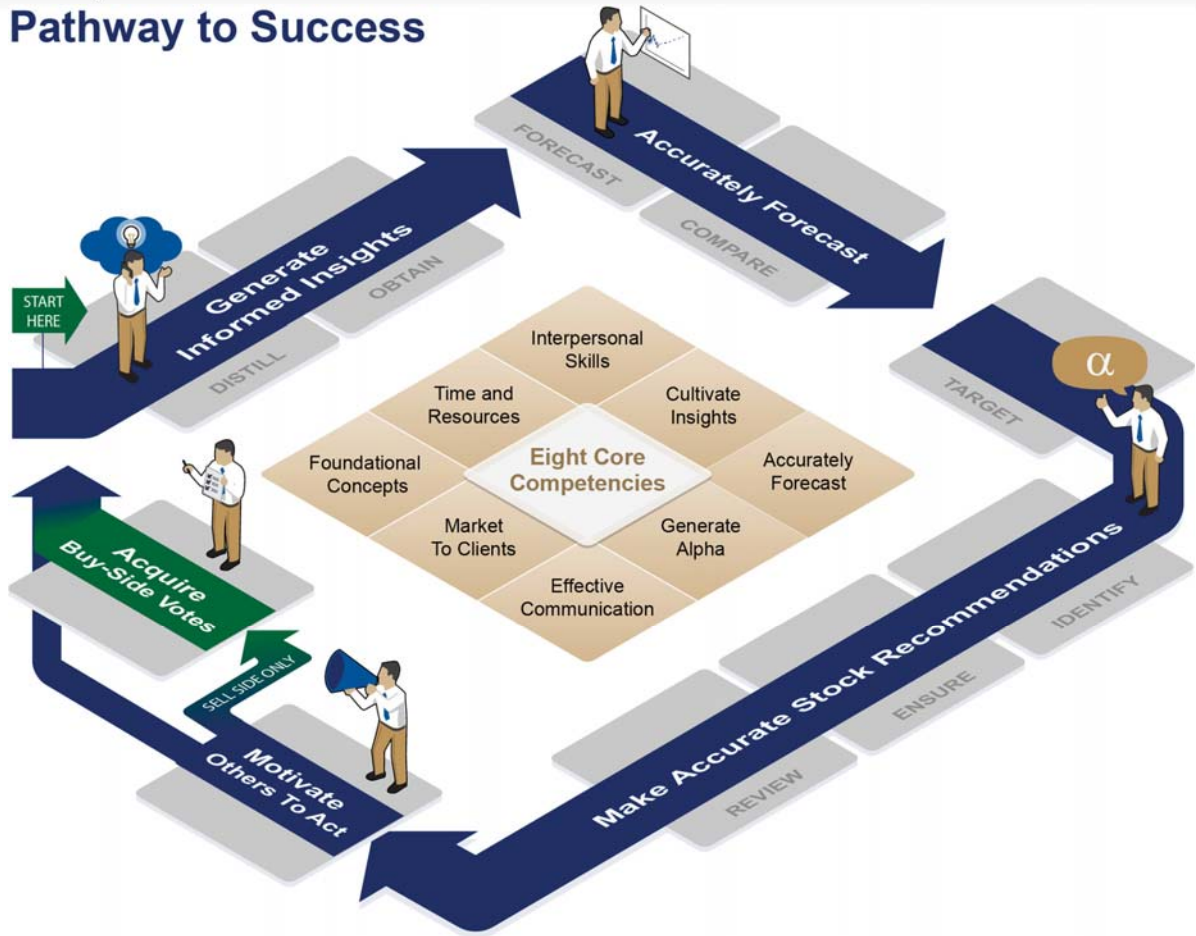 Pathway to Success
START
HERE
Generate
Informed Insights
DISTILL
OBTAIN
Accurately Forecast
FORECAST
COMPARE
α
TARGET
Make Accurate Stock Recommendations
IDENTIFY
ENSURE
REVIEW
Motivate
Others To Act
SELL SIDE ONLY
Acquire
Buy-Side Votes
Eight Core
Competencies
Interpersonal
Skills
Cultivate
Insights
Accurately
Forecast
Generate
Alpha
Effective
Communication
Market
To Clients
Foundational
Concepts
Time and
Resources